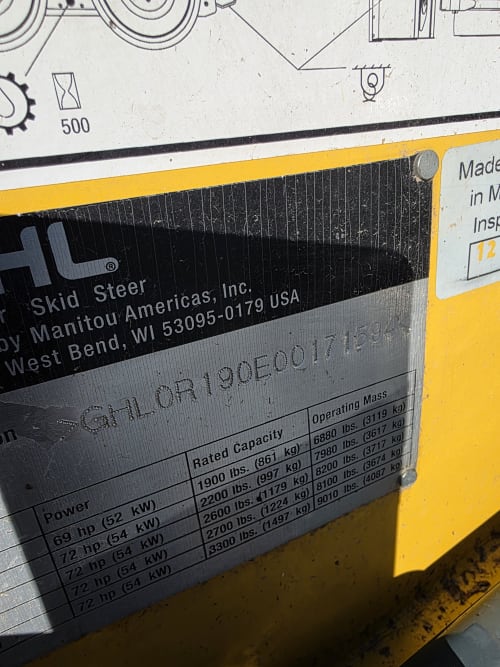 500
HL®
Skid Steer
by Manitou Americas, Inc.
West Bend, WI 53095-0179 USA
Made
in M
Insp
12
GHL0R190E001715
Power Rated Capacity Operating Mass
69 hp (52 kW) 1900 lbs. (861 kg) 6880 lbs. (3119 kg)
72 hp (54 kW) 2200 lbs. (997 kg) 7980 lbs. (3617 kg)
72 hp (54 kW) 2600 lbs. (1179 kg) 8200 lbs. (3717 kg)
72 hp (54 kW) 2700 lbs. (1224 kg) 8100 lbs. (3674 kg)
72 hp (54 kW) 3300 lbs. (1497 kg) 9010 lbs. (4087 kg)